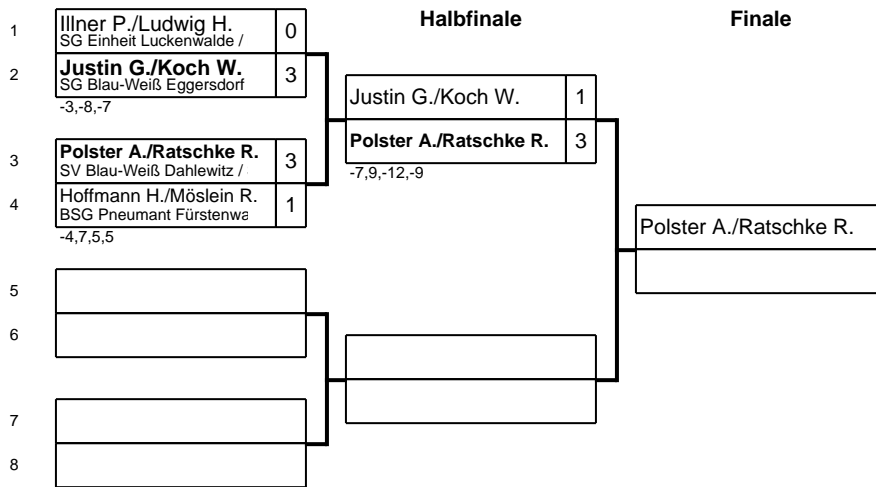 Halbfinale
Finale
1
Illner P./Ludwig H.
0
SG Einheit Luckenwalde /
2
Justin G./Koch W.
3
SG Blau-Weiß Eggersdorf
-3,-8,-7
3
Polster A./Ratschke R.
3
SV Blau-Weiß Dahlewitz /
4
Hoffmann H./Möslein R.
1
BSG Pneumant Fürstenwa
-4,7,5,5
5
6
7
8
Justin G./Koch W.
1
Polster A./Ratschke R.
3
-7,9,-12,-9
Polster A./Ratschke R.